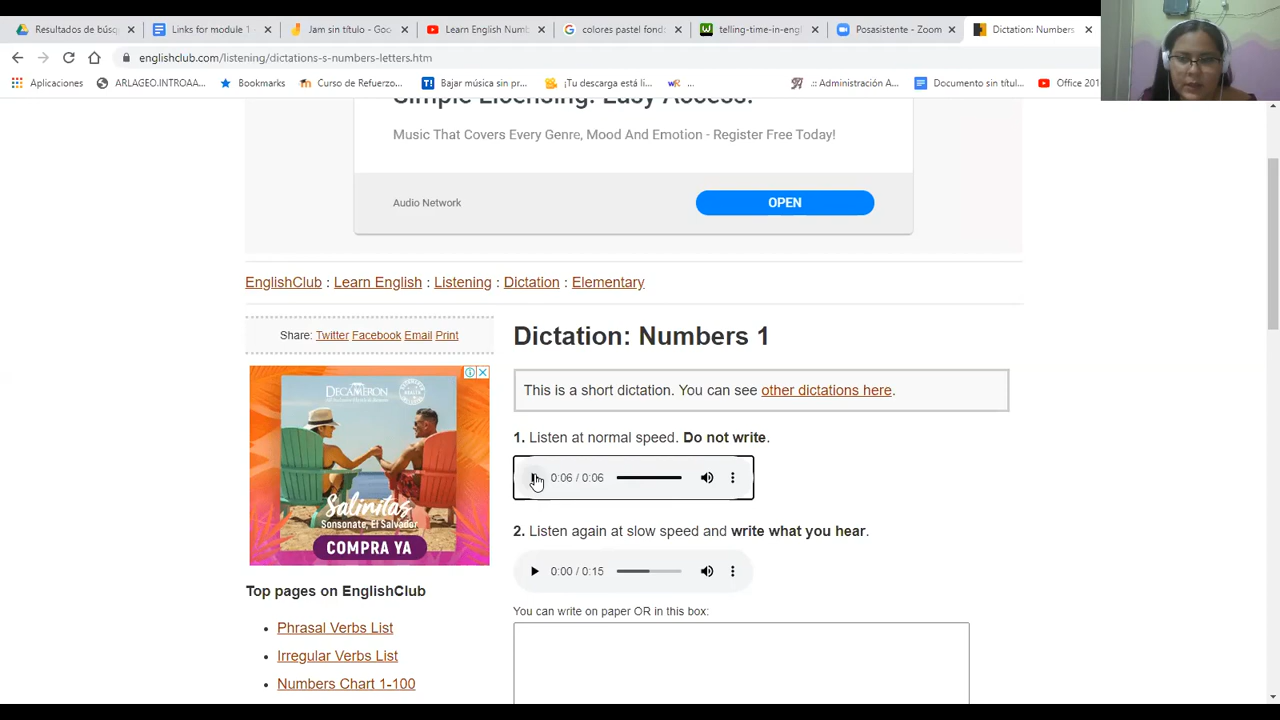 Resultados de búsq
Links for module 1
Jam sin título - Goo
Learn English Num
colores pastel fond
telling-time-in-engl
Posasistente - Zoom
Dictation: Numbers
englishclub.com/listening/dictations-s-numbers-letters.htm
Aplicaciones
ARLAGEO.INTROAA...
Bookmarks
Curso de Refuerzo...
Bajar música sin pro...
¡Tu descarga está li...
...
.:: Administración A...
Documento sin títul...
Office 201
Simple Licensing. Easy Access.
Music That Covers Every Genre, Mood And Emotion - Register Free Today!
Audio Network
OPEN
EnglishClub : Learn English : Listening : Dictation : Elementary
Share: Twitter Facebook Email Print
DECAMERON
Salinitas
Sonsonate, El Salvador
COMPRA YA
Top pages on EnglishClub
Phrasal Verbs List
Irregular Verbs List
Numbers Chart 1-100
Dictation: Numbers 1
This is a short dictation. You can see other dictations here.
1. Listen at normal speed. Do not write.
0:06 / 0:06
2. Listen again at slow speed and write what you hear.
0:00 / 0:15
You can write on paper OR in this box: